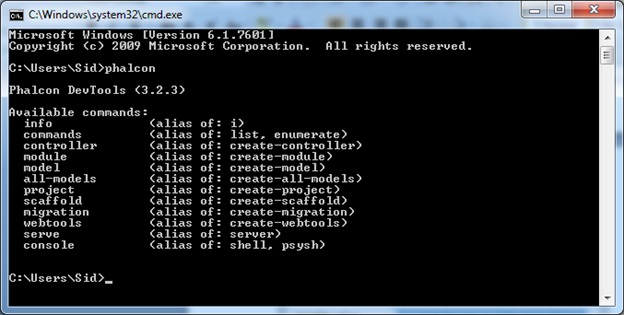 C:\Windows\system32\cmd.exe
Microsoft Windows [Version 6.1.7601]
Copyright (c) 2009 Microsoft Corporation.  All rights reserved.
C:\Users\Sid>phalcon
Phalcon DevTools (3.2.3)
Available commands:
info (alias of: i)
commands (alias of: list, enumerate)
controller (alias of: create-controller)
module (alias of: create-module)
model (alias of: create-model)
all-models (alias of: create-all-models)
project (alias of: create-project)
scaffold (alias of: create-scaffold)
migration (alias of: create-migration)
webtools (alias of: create-webtools)
serve (alias of: server)
console (alias of: shell, psysh)
C:\Users\Sid>_